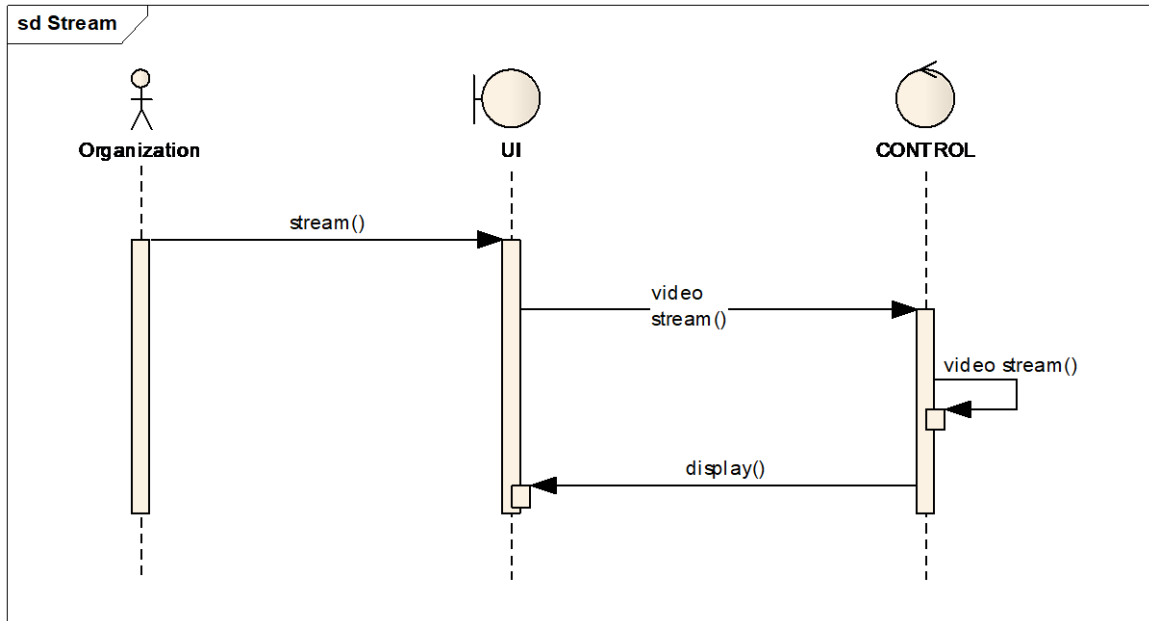 sd Stream
Organization
UI
CONTROL
stream()
video
stream()
video stream()
display()